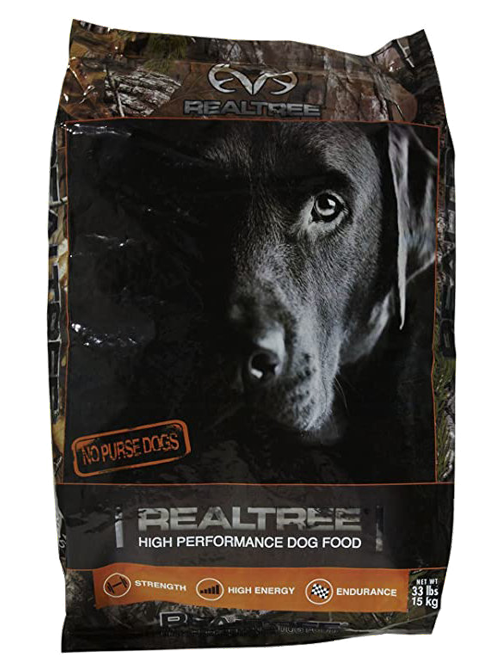 REALTREE
NO PURSE DOGS
REALTREE
HIGH PERFORMANCE DOG FOOD
STRENGTH
HIGH ENERGY
ENDURANCE
NET WT
33 lbs
15 kg